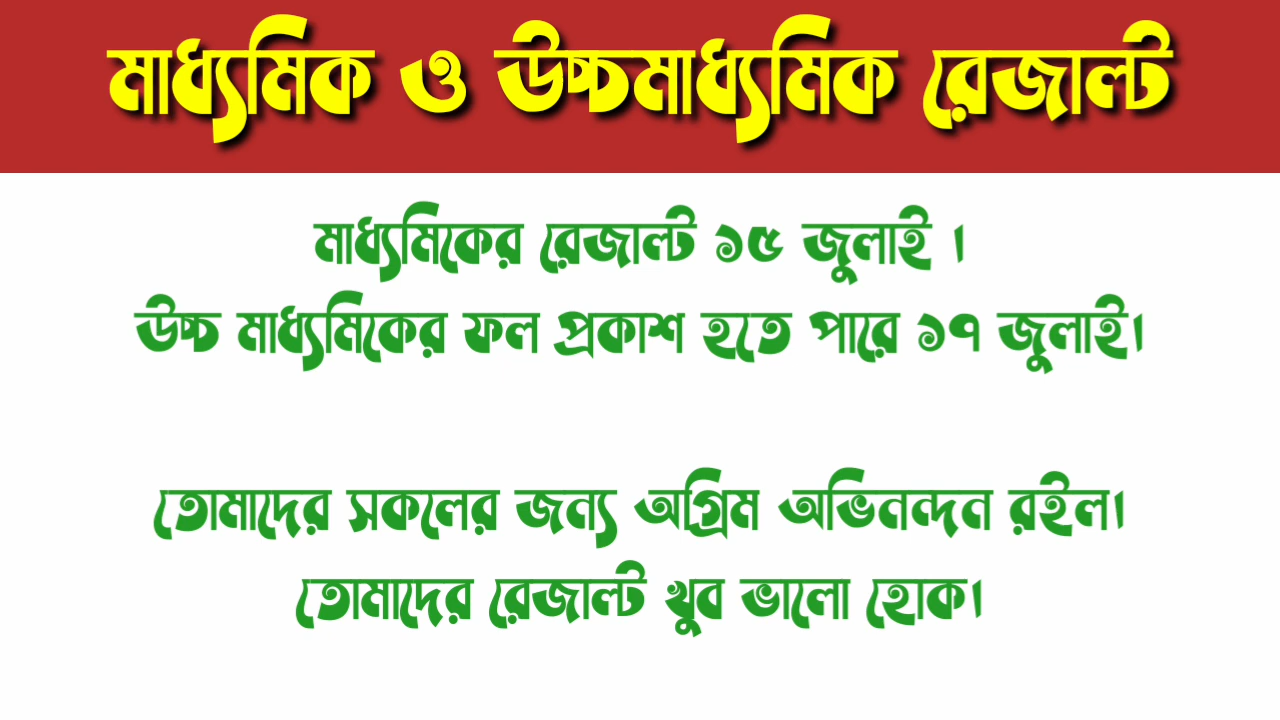 মাধ্যমিক ও উচ্চমাধ্যমিক রেজাল্ট
মাধ্যমিকের রেজাল্ট ১৫ জুলাই ।
উচ্চ মাধ্যমিকের ফল প্রকাশ হতে পারে ১৭ জুলাই।
তোমাদের সকলের জন্য অগ্রিম অভিনন্দন রইল।
তোমাদের রেজাল্ট খুব ভালো হোক।